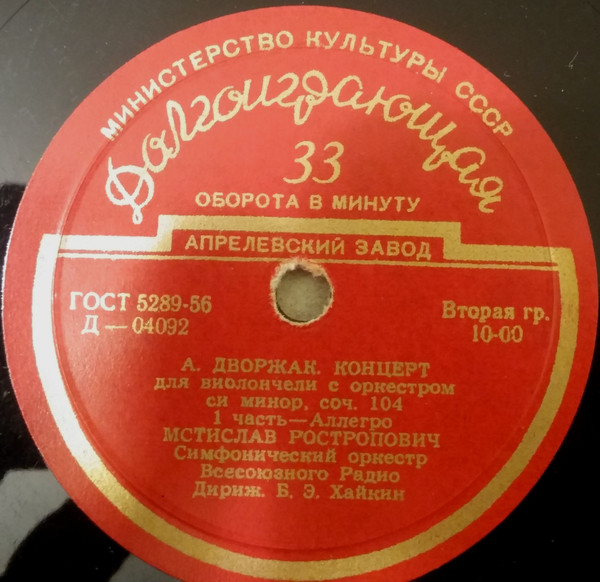 МИНИСТЕРСТВО КУЛЬТУРЫ СССР
Долгоиграющая
33
ОБОРОТА В МИНУТУ
АПРЕЛЕВСКИЙ ЗАВОД
ГОСТ 5289-56
Д — 04092
Вторая гр.
10-00
А. ДВОРЖАК. КОНЦЕРТ
для виолончели с оркестром
си минор, соч. 104
1 часть—Аллегро
МСТИСЛАВ РОСТРОПОВИЧ
Симфонический оркестр
Всесоюзного Радио
Дириж. Б. Э. Хайкин